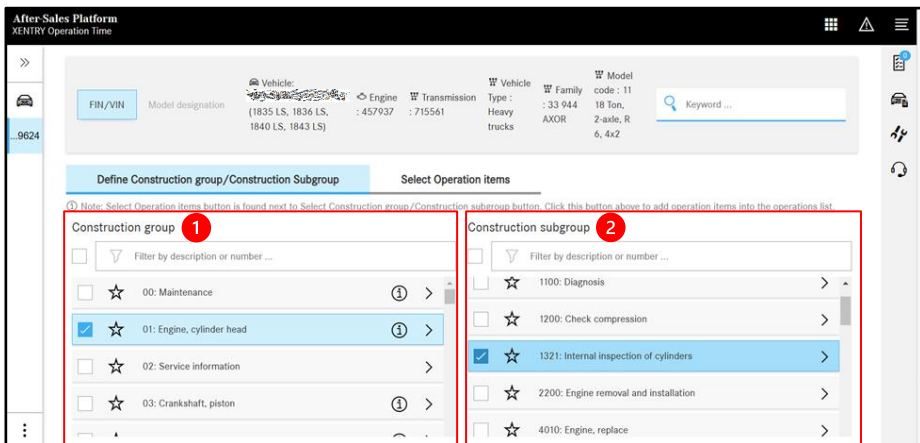 After-Sales Platform
XENTRY Operation Time
...9624
FIN/VIN
Model designation
Vehicle:
(1835 LS, 1836 LS,
1840 LS, 1843 LS)
Engine
: 457937
Transmission
: 715561
Vehicle
Type :
Heavy
trucks
Family
: 33 944
AXOR
Model
code : 11
18 Ton,
2-axle, R
6, 4x2
Keyword ...
Define Construction group/Construction Subgroup
Select Operation items
Note: Select Operation items button is found next to Select Construction group/Construction subgroup button. Click this button above to add operation items into the operations list.
Construction group 1
Filter by description or number ...
00: Maintenance
01: Engine, cylinder head
02: Service information
03: Crankshaft, piston
Construction subgroup 2
Filter by description or number ...
1100: Diagnosis
1200: Check compression
1321: Internal inspection of cylinders
2200: Engine removal and installation
4010: Engine, replace